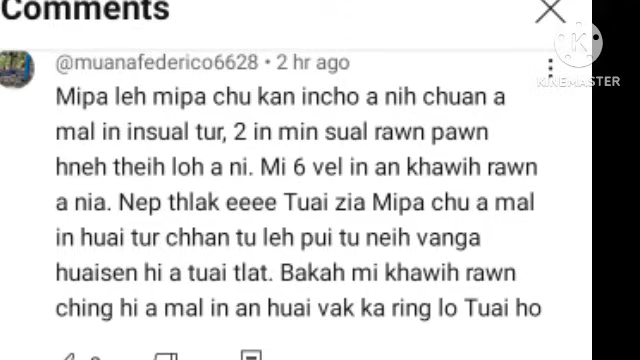 Comments
@muanafederico6628 • 2 hr ago
KINEMASTER
Mipa leh mipa chu kan incho a nih chuan a
mal in insual tur, 2 in min sual rawn pawn
hneh theih loh a ni. Mi 6 vel in an khawih rawn
a nia. Nep thlak eeee Tuai zia Mipa chu a mal
in huai tur chhan tu leh pui tu neih vanga
huaisen hi a tuai tlat. Bakah mi khawih rawn
ching hi a mal in an huai vak ka ring lo Tuai ho